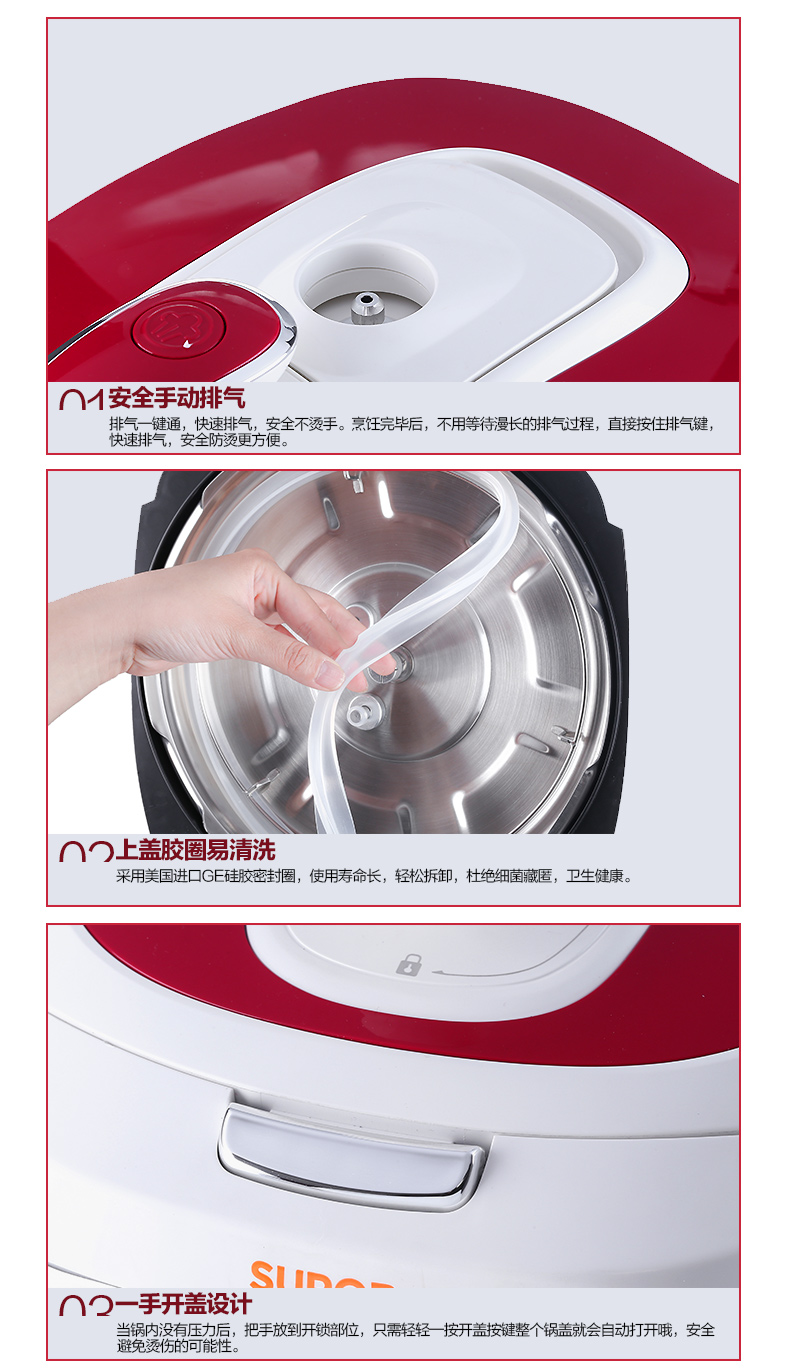 01安全手动排气
排气一键通，快速排气，安全不烫手。烹饪完毕后，不用等待漫长的排气过程，直接按住排气键，
快速排气，安全防烫更方便。
02上盖胶圈易清洗
采用美国进口GE硅胶密封圈，使用寿命长，轻松拆卸，杜绝细菌藏匿，卫生健康。
SUPOR
03一手开盖设计
当锅内没有压力后，把手放到开锁部位，只需轻轻一按开盖按键整个锅盖就会自动打开哦，安全
避免烫伤的可能性。